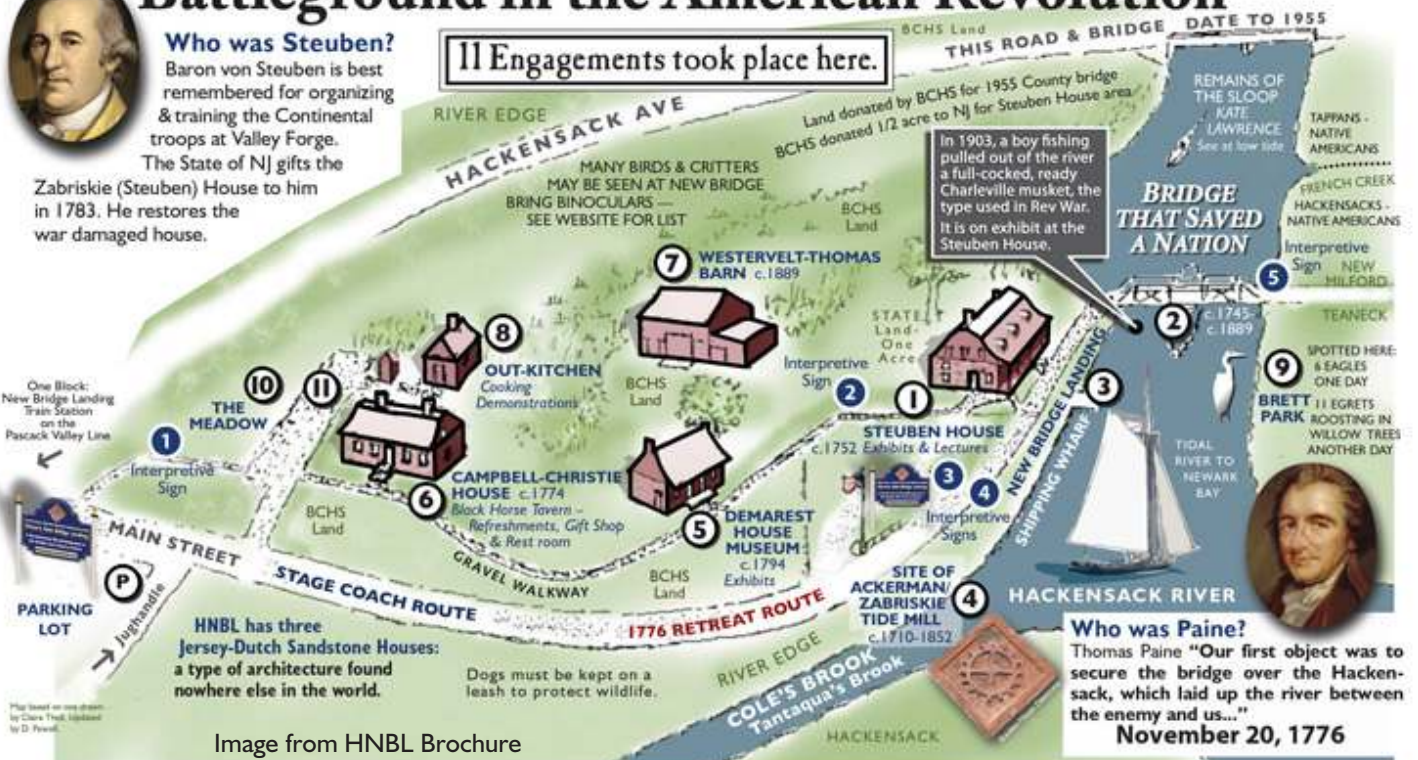 Battleground in the American Revolution
Who was Steuben?
Baron von Steuben is best
remembered for organizing
& training the Continental
troops at Valley Forge.
The State of NJ gifts the
Zabriskie (Steuben) House to him
in 1783. He restores the
war damaged house.
11 Engagements took place here.
BCHS Land
THIS ROAD & BRIDGE DATE TO 1955
RIVER EDGE
HACKENSACK AVE
Land donated by BCHS for 1955 County bridge
BCHS donated 1/2 acre to NJ for Steuben House area
MANY BIRDS & CRITTERS
MAY BE SEEN AT NEW BRIDGE
BRING BINOCULARS —
SEE WEBSITE FOR LIST
BCHS
Land
In 1903, a boy fishing
pulled out of the river
a full-cocked, ready
Charleville musket, the
type used in Rev War.
It is on exhibit at the
Steuben House.
REMAINS OF
THE SLOOP
KATE
LAWRENCE
See at low tide
TAPPANS -
NATIVE
AMERICANS
FRENCH CREEK
HACKENSACKS -
NATIVE AMERICANS
BRIDGE
THAT SAVED
A NATION
Interpretive
Sign
5
NEW
MILFORD
TEANECK
2
c.1745-
c.1889
7
WESTERVELT-THOMAS
BARN c.1889
STATE
Land-
One
Acre
8
OUT-KITCHEN
Cooking
Demonstrations
BCHS
Land
Interpretive
Sign
2
1
STEUBEN HOUSE
c.1752 Exhibits & Lectures
NEW BRIDGE LANDING
3
SHIPPING WHARF
9
BRETT
PARK
SPOTTED HERE:
6 EAGLES
ONE DAY
11 EGRETS
ROOSTING IN
WILLOW TREES
ANOTHER DAY
TIDAL
RIVER TO
NEWARK
BAY
One Block:
New Bridge Landing
Train Station
on the
Pascack Valley Line
10
11
THE
MEADOW
1
Interpretive
Sign
6
CAMPBELL-CHRISTIE
HOUSE c.1774
Black Horse Tavern –
Refreshments, Gift Shop
& Rest room
BCHS
Land
5
DEMAREST
HOUSE
MUSEUM
c.1794
Exhibits
3
4
Interpretive
Signs
MAIN STREET
STAGE COACH ROUTE
GRAVEL WALKWAY
BCHS
Land
1776 RETREAT ROUTE
P
PARKING
LOT
Jughandle
SITE OF
ACKERMAN/
ZABRISKIE
TIDE MILL
c.1710-1852
4
HACKENSACK RIVER
HNBL has three
Jersey-Dutch Sandstone Houses:
a type of architecture found
nowhere else in the world.
Dogs must be kept on a
leash to protect wildlife.
RIVER EDGE
COLE'S BROOK
Tantaqua's Brook
HACKENSACK
Who was Paine?
Thomas Paine "Our first object was to
secure the bridge over the Hacken-
sack, which laid up the river between
the enemy and us..."
November 20, 1776
Map based on one drawn
by Claire Tholl. Updated
by D. Powell.
Image from HNBL Brochure